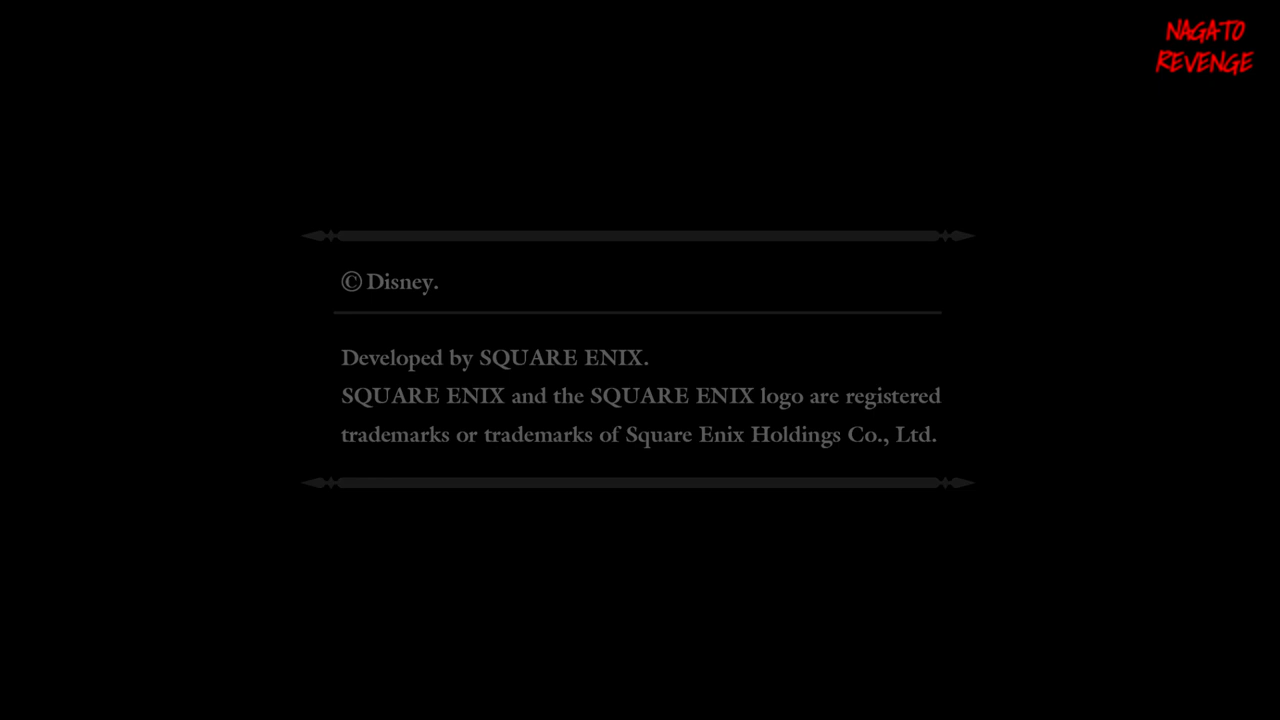 NAGATO
REVENGE
© Disney.
Developed by SQUARE ENIX.
SQUARE ENIX and the SQUARE ENIX logo are registered
trademarks or trademarks of Square Enix Holdings Co., Ltd.